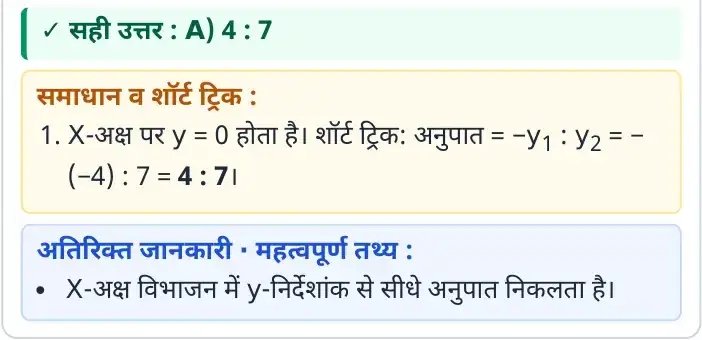 ✓ सही उत्तर : A) 4 : 7
समाधान व शॉर्ट ट्रिक :
1. X-अक्ष पर y = 0 होता है। शॉर्ट ट्रिक: अनुपात = −y₁ : y₂ = −
(−4) : 7 = 4 : 7।
अतिरिक्त जानकारी · महत्वपूर्ण तथ्य :
• X-अक्ष विभाजन में y-निर्देशांक से सीधे अनुपात निकलता है।